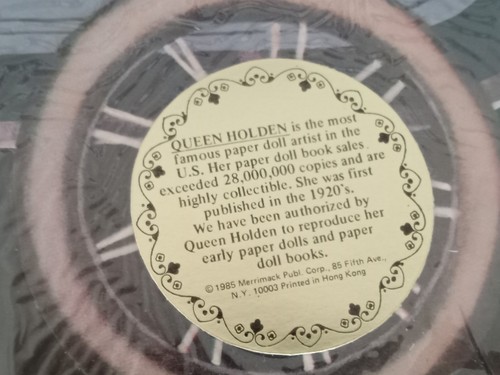 QUEEN HOLDEN is the most
famous paper doll artist in the
U.S. Her paper doll book sales
exceeded 28,000,000 copies and are
highly collectible. She was first
published in the 1920's.
We have been authorized by
Queen Holden to reproduce her
early paper dolls and paper
doll books.
©1985 Merrimack Publ. Corp., 85 Fifth Ave.,
N.Y. 10003 Printed in Hong Kong